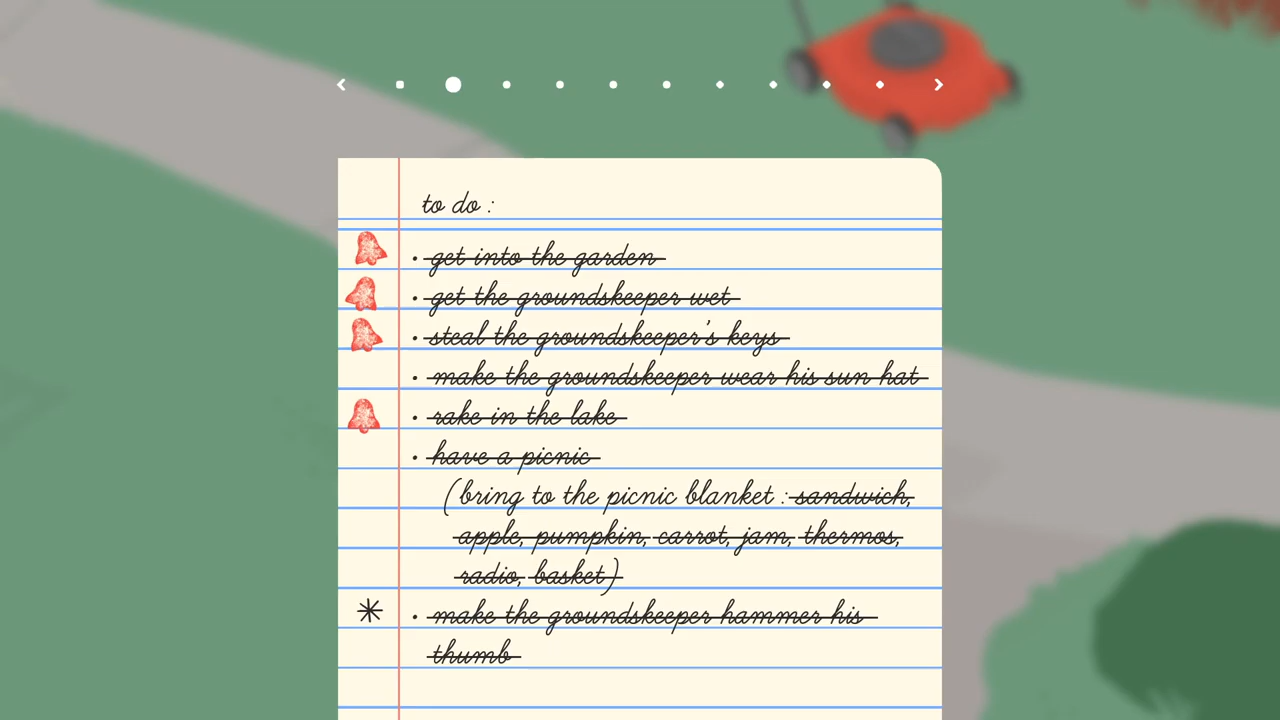 to do :
• get into the garden
• get the groundskeeper wet
• steal the groundskeeper's keys
• make the groundskeeper wear his sun hat
• rake in the lake
• have a picnic
(bring to the picnic blanket : sandwich,
apple, pumpkin, carrot, jam, thermos,
radio, basket)
• make the groundskeeper hammer his
thumb